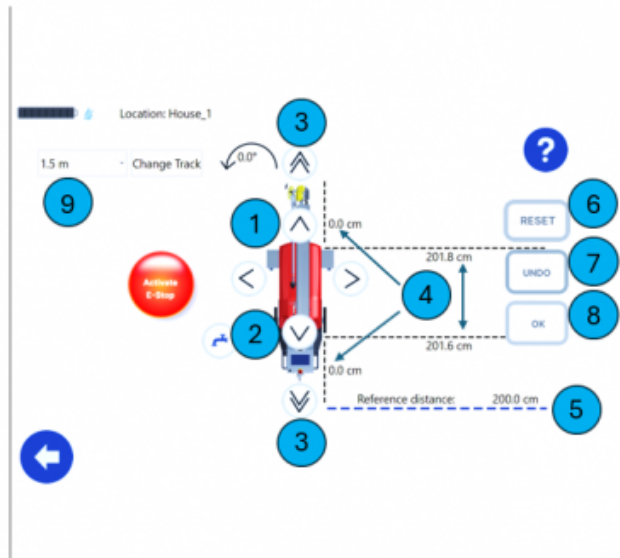 Location: House_1
3
0.0°
?
1.5 m
Change Track
9
1
0.0 cm
6
RESET
201.8 cm
7
UNDO
Activate
E-Stop
4
2
8
OK
201.6 cm
0.0 cm
Reference distance: 200.0 cm
5
3